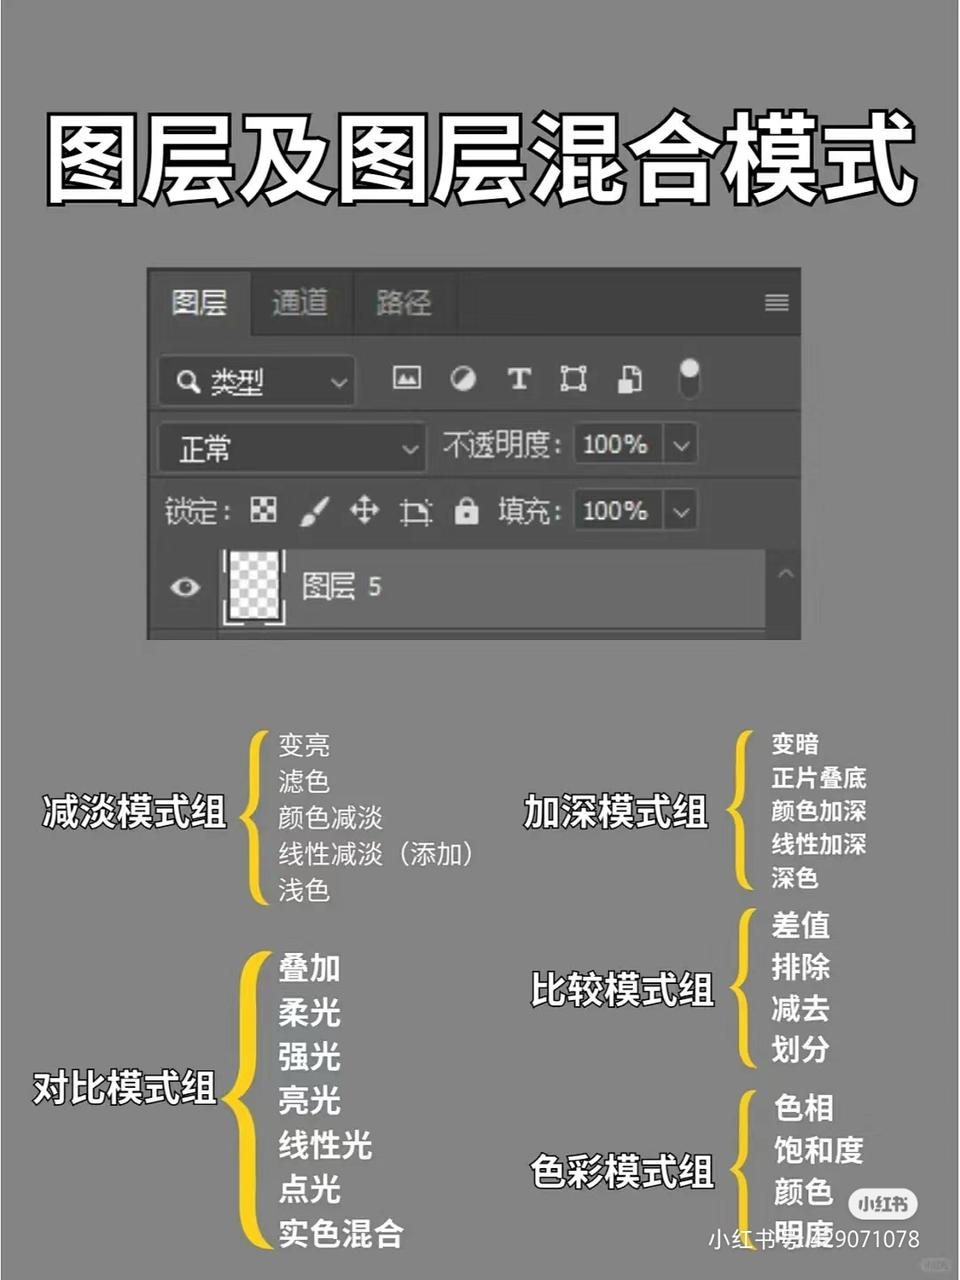 图层及图层混合模式
图层 通道 路径
类型
正常 不透明度: 100%
锁定: 填充: 100%
图层 5
减淡模式组
变亮
滤色
颜色减淡
线性减淡（添加）
浅色
加深模式组
变暗
正片叠底
颜色加深
线性加深
深色
对比模式组
叠加
柔光
强光
亮光
线性光
点光
实色混合
比较模式组
差值
排除
减去
划分
色彩模式组
色相
饱和度
颜色
明度
小红书
小红书号:429071078